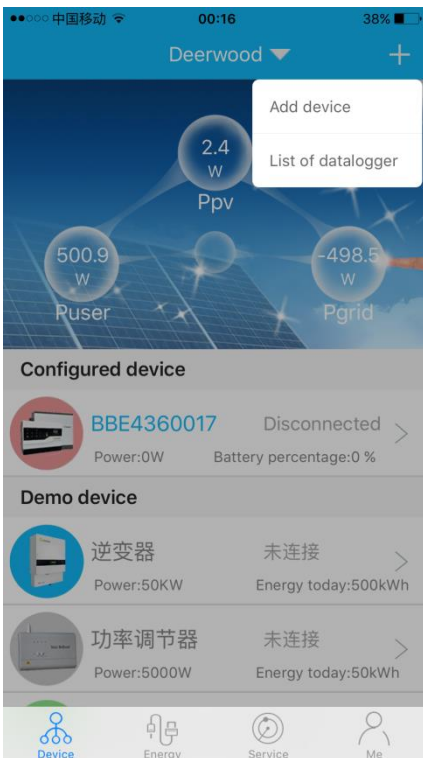 中国移动 00:16 38%
Deerwood
Add device
List of datalogger
2.4
W
Ppv
500.9
W
Puser
-498.5
W
Pgrid
Configured device
BBE4360017 Disconnected
Power:0W Battery percentage:0 %
Demo device
逆变器 未连接
Power:50KW Energy today:500kWh
功率调节器 未连接
Power:5000W Energy today:50kWh
Device Energy Service Me